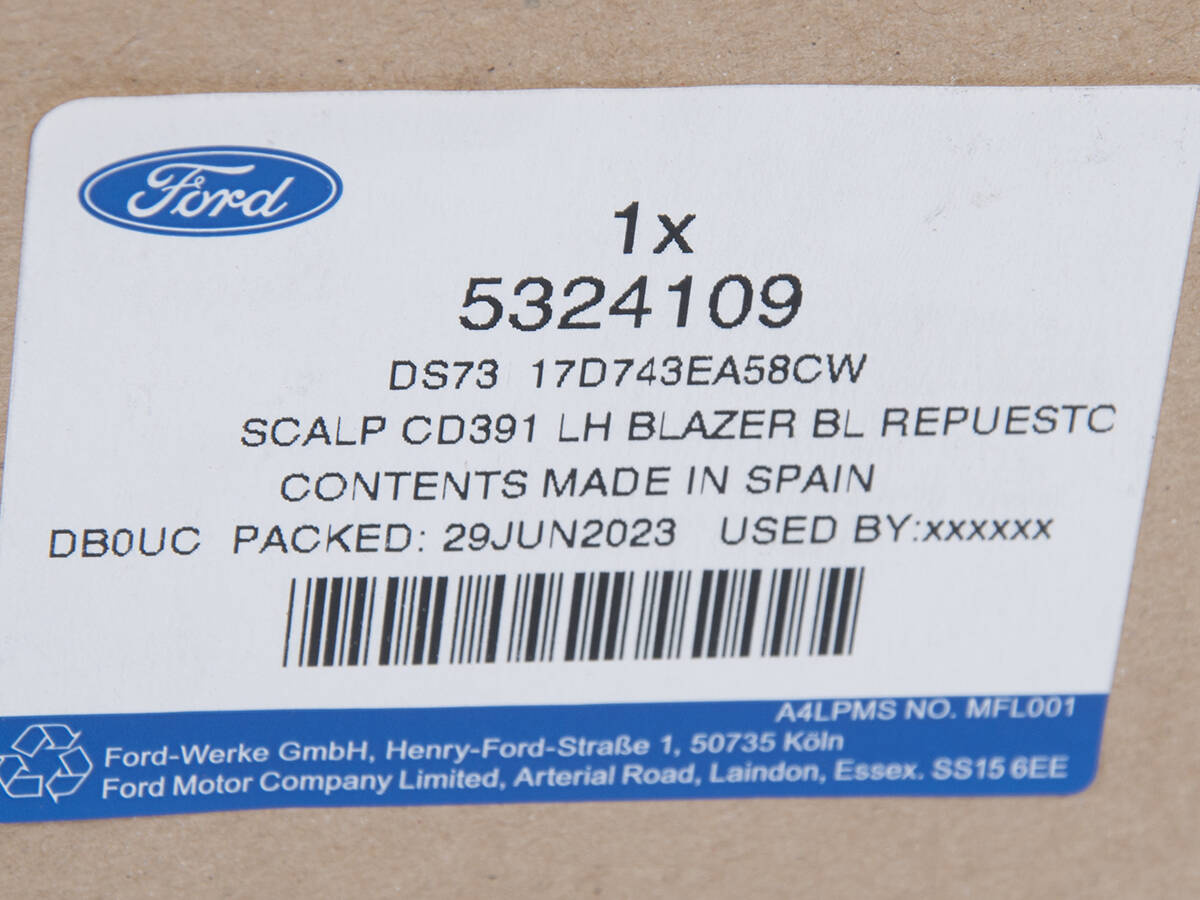 Ford
1x
5324109
DS73 17D743EA58CW
SCALP CD391 LH BLAZER BL REPUESTO
CONTENTS MADE IN SPAIN
DB0UC PACKED: 29JUN2023 USED BY:xxxxxx
A4LPMS NO. MFL001
Ford-Werke GmbH, Henry-Ford-Straße 1, 50735 Köln
Ford Motor Company Limited, Arterial Road, Laindon, Essex. SS15 6EE